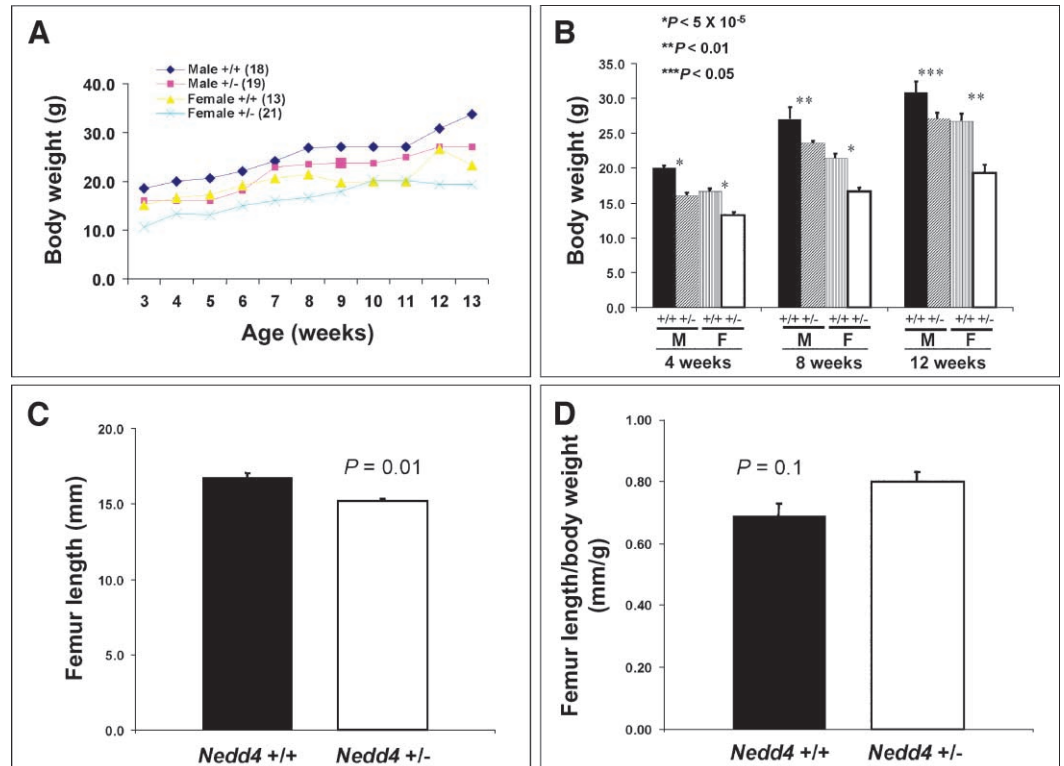 A
Male +/+ (18)
Male +/- (19)
Female +/+ (13)
Female +/- (21)
Body weight (g)
40.0
30.0
20.0
10.0
0.0
3 4 5 6 7 8 9 10 11 12 13
Age (weeks)
B
*P < 5 X 10⁻⁵
**P < 0.01
***P < 0.05
Body weight (g)
35.0
30.0
25.0
20.0
15.0
10.0
5.0
0.0
* * ** * *** **
+/+ +/- +/+ +/- +/+ +/- +/+ +/- +/+ +/- +/+ +/-
M F M F M F
4 weeks 8 weeks 12 weeks
C
Femur length (mm)
20.0
15.0
10.0
5.0
0.0
P = 0.01
Nedd4 +/+ Nedd4 +/-
D
Femur length/body weight
(mm/g)
1.00
0.80
0.60
0.40
0.20
0.00
P = 0.1
Nedd4 +/+ Nedd4 +/-